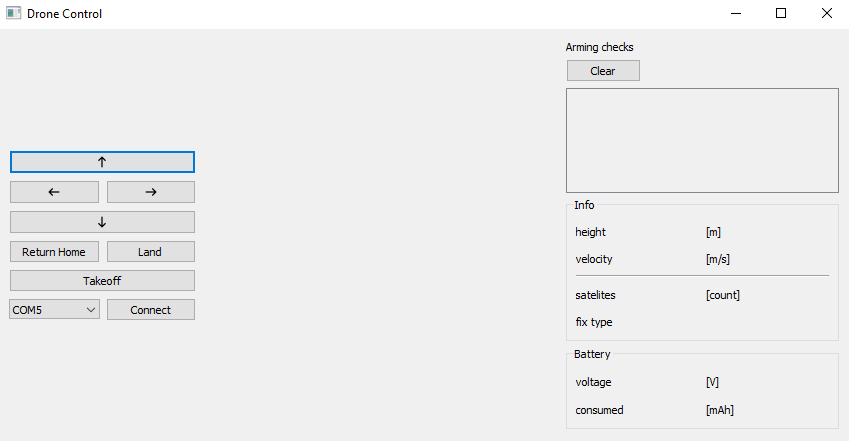 Drone Control
Arming checks
Clear
↑
← →
↓
Return Home Land
Takeoff
COM5 Connect
Info
height [m]
velocity [m/s]
satelites [count]
fix type
Battery
voltage [V]
consumed [mAh]